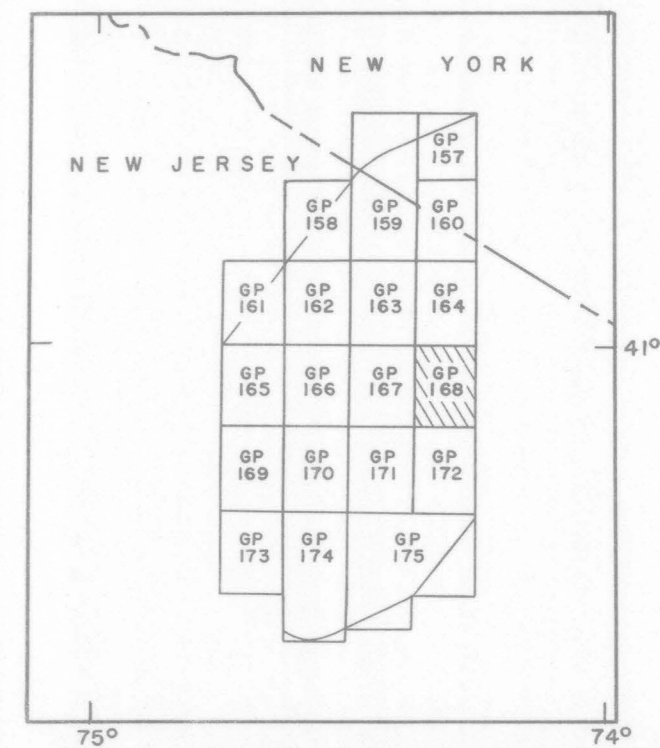 NEW YORK
NEW JERSEY
GP 157
GP 158
GP 159
GP 160
GP 161
GP 162
GP 163
GP 164
41°
GP 165
GP 166
GP 167
GP 168
GP 169
GP 170
GP 171
GP 172
GP 173
GP 174
GP 175
75°
74°